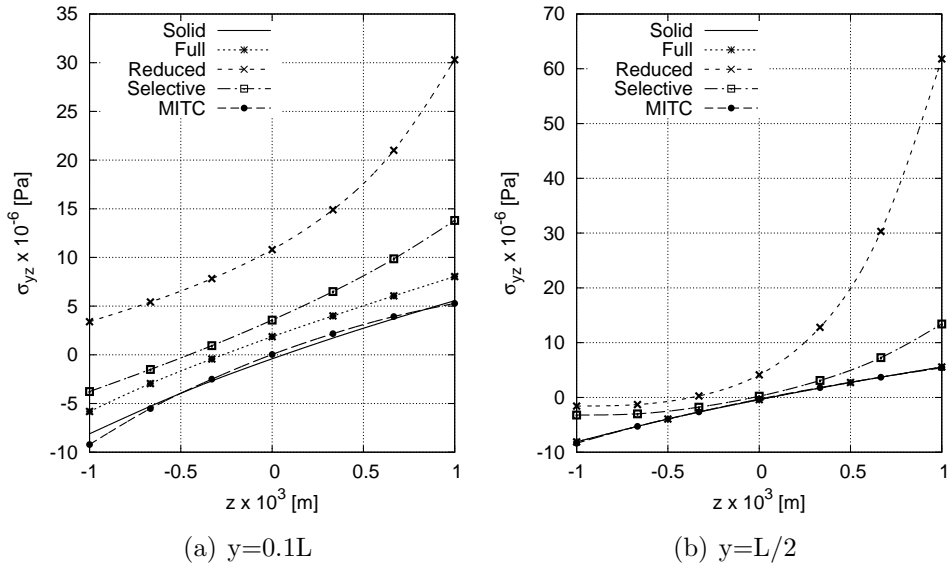 35
30
25
20
15
10
5
0
-5
-10
σyz x 10-6 [Pa]
Solid
Full
Reduced
Selective
MITC
-1
-0.5
0
0.5
1
z x 103 [m]
(a) y=0.1L
70
60
50
40
30
20
10
0
-10
σyz x 10-6 [Pa]
Solid
Full
Reduced
Selective
MITC
-1
-0.5
0
0.5
1
z x 103 [m]
(b) y=L/2